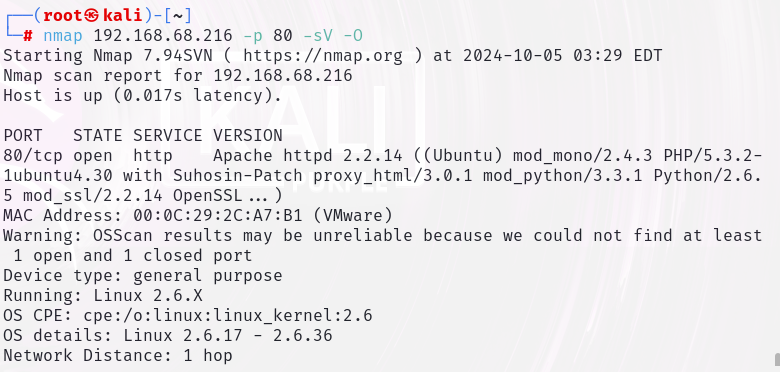 ┌──(root㉿kali)-[~]
└─# nmap 192.168.68.216 -p 80 -sV -O
Starting Nmap 7.94SVN ( https://nmap.org ) at 2024-10-05 03:29 EDT
Nmap scan report for 192.168.68.216
Host is up (0.017s latency).

PORT   STATE SERVICE VERSION
80/tcp open  http    Apache httpd 2.2.14 ((Ubuntu) mod_mono/2.4.3 PHP/5.3.2-
1ubuntu4.30 with Suhosin-Patch proxy_html/3.0.1 mod_python/3.3.1 Python/2.6.
5 mod_ssl/2.2.14 OpenSSL...)
MAC Address: 00:0C:29:2C:A7:B1 (VMware)
Warning: OSScan results may be unreliable because we could not find at least
 1 open and 1 closed port
Device type: general purpose
Running: Linux 2.6.X
OS CPE: cpe:/o:linux:linux_kernel:2.6
OS details: Linux 2.6.17 - 2.6.36
Network Distance: 1 hop
KALI
PURPLE